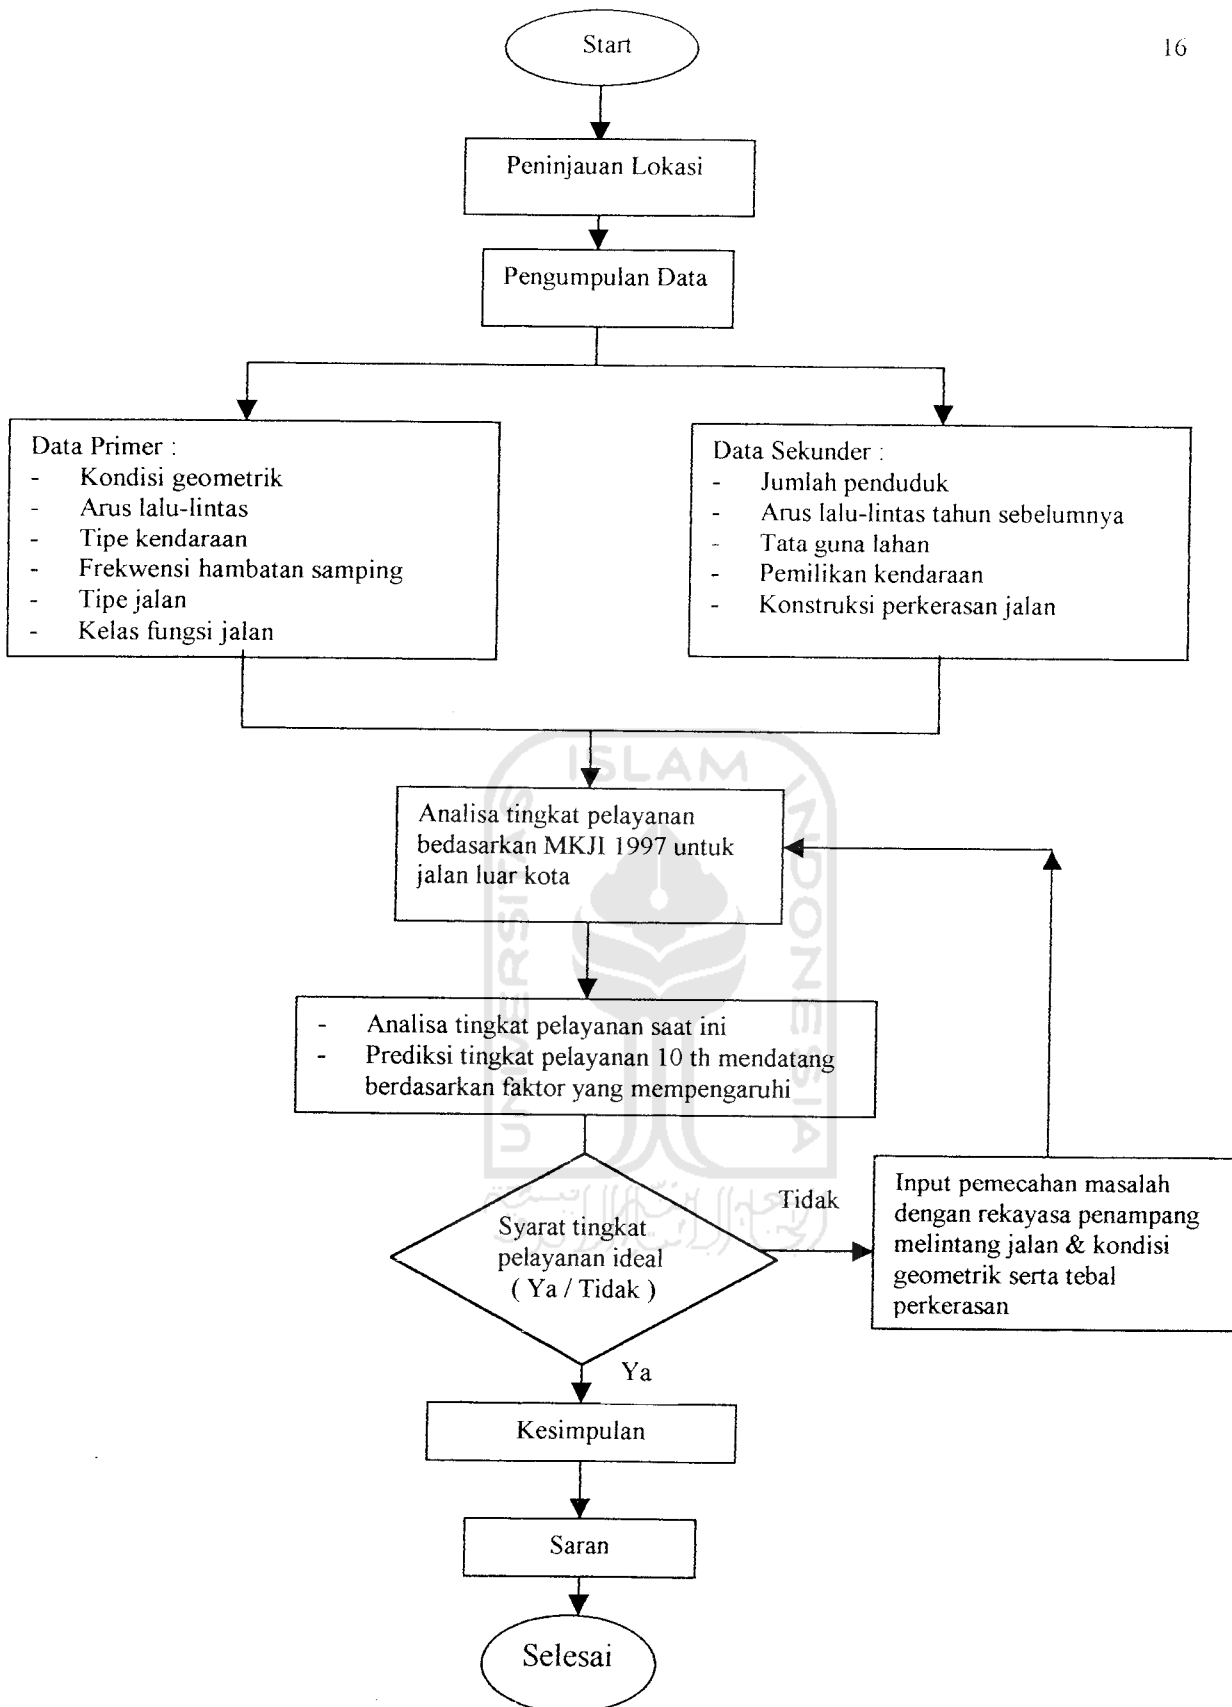 16
Start
Peninjauan Lokasi
Pengumpulan Data
Data Primer :
- Kondisi geometrik
- Arus lalu-lintas
- Tipe kendaraan
- Frekwensi hambatan samping
- Tipe jalan
- Kelas fungsi jalan
Data Sekunder :
- Jumlah penduduk
- Arus lalu-lintas tahun sebelumnya
- Tata guna lahan
- Pemilikan kendaraan
- Konstruksi perkerasan jalan
UNIVERSITAS
ISLAM
INDONESIA
Analisa tingkat pelayanan
bedasarkan MKJI 1997 untuk
jalan luar kota
- Analisa tingkat pelayanan saat ini
- Prediksi tingkat pelayanan 10 th mendatang
berdasarkan faktor yang mempengaruhi
Syarat tingkat
pelayanan ideal
( Ya / Tidak )
Tidak
Input pemecahan masalah
dengan rekayasa penampang
melintang jalan & kondisi
geometrik serta tebal
perkerasan
Ya
Kesimpulan
Saran
Selesai